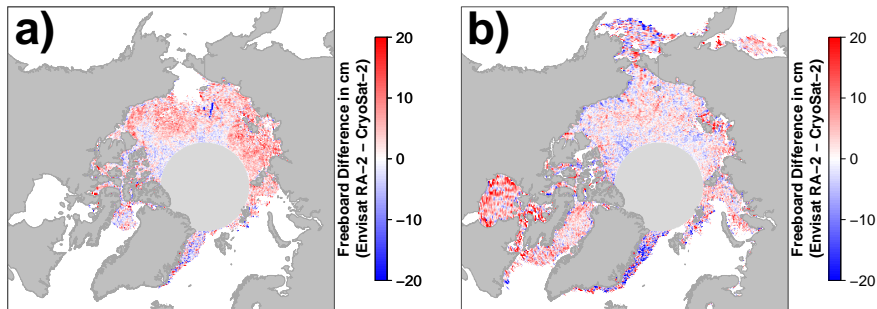 a)
20
10
0
−10
−20
Freeboard Difference in cm
(Envisat RA−2 − CryoSat−2)
b)
20
10
0
−10
−20
Freeboard Difference in cm
(Envisat RA−2 − CryoSat−2)